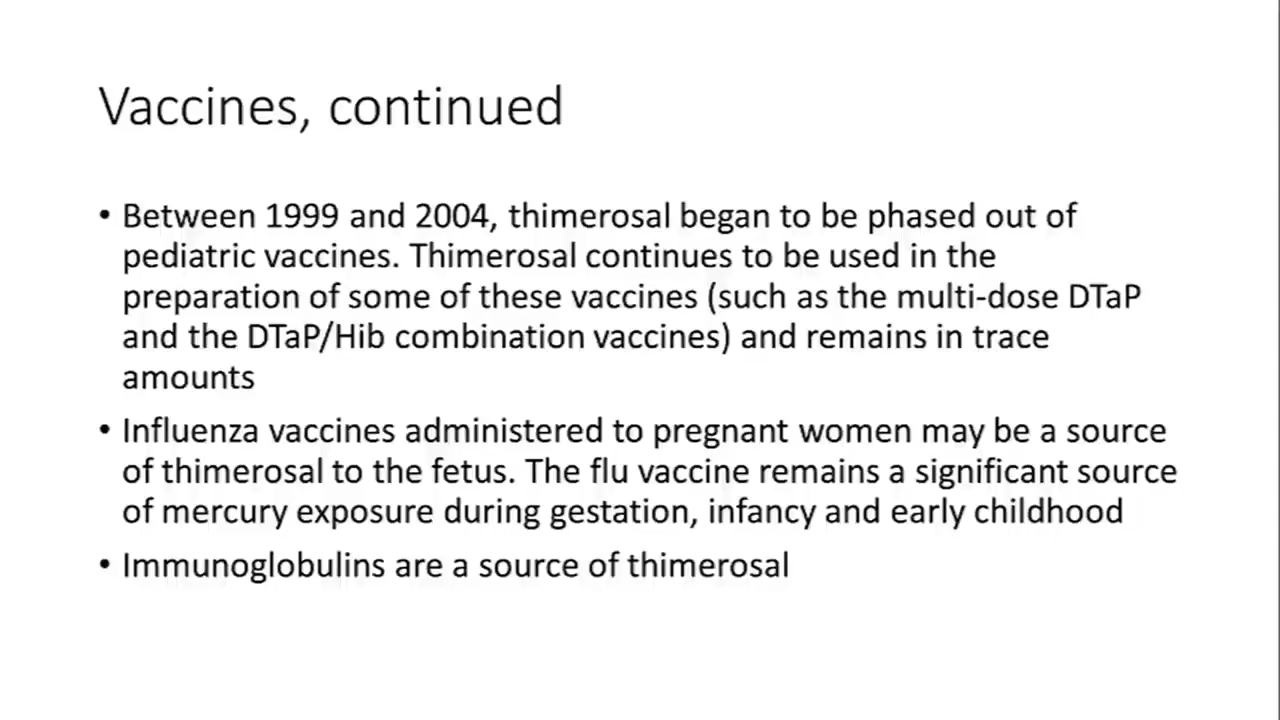 Vaccines, continued
• Between 1999 and 2004, thimerosal began to be phased out of
pediatric vaccines. Thimerosal continues to be used in the
preparation of some of these vaccines (such as the multi-dose DTaP
and the DTaP/Hib combination vaccines) and remains in trace
amounts
• Influenza vaccines administered to pregnant women may be a source
of thimerosal to the fetus. The flu vaccine remains a significant source
of mercury exposure during gestation, infancy and early childhood
• Immunoglobulins are a source of thimerosal